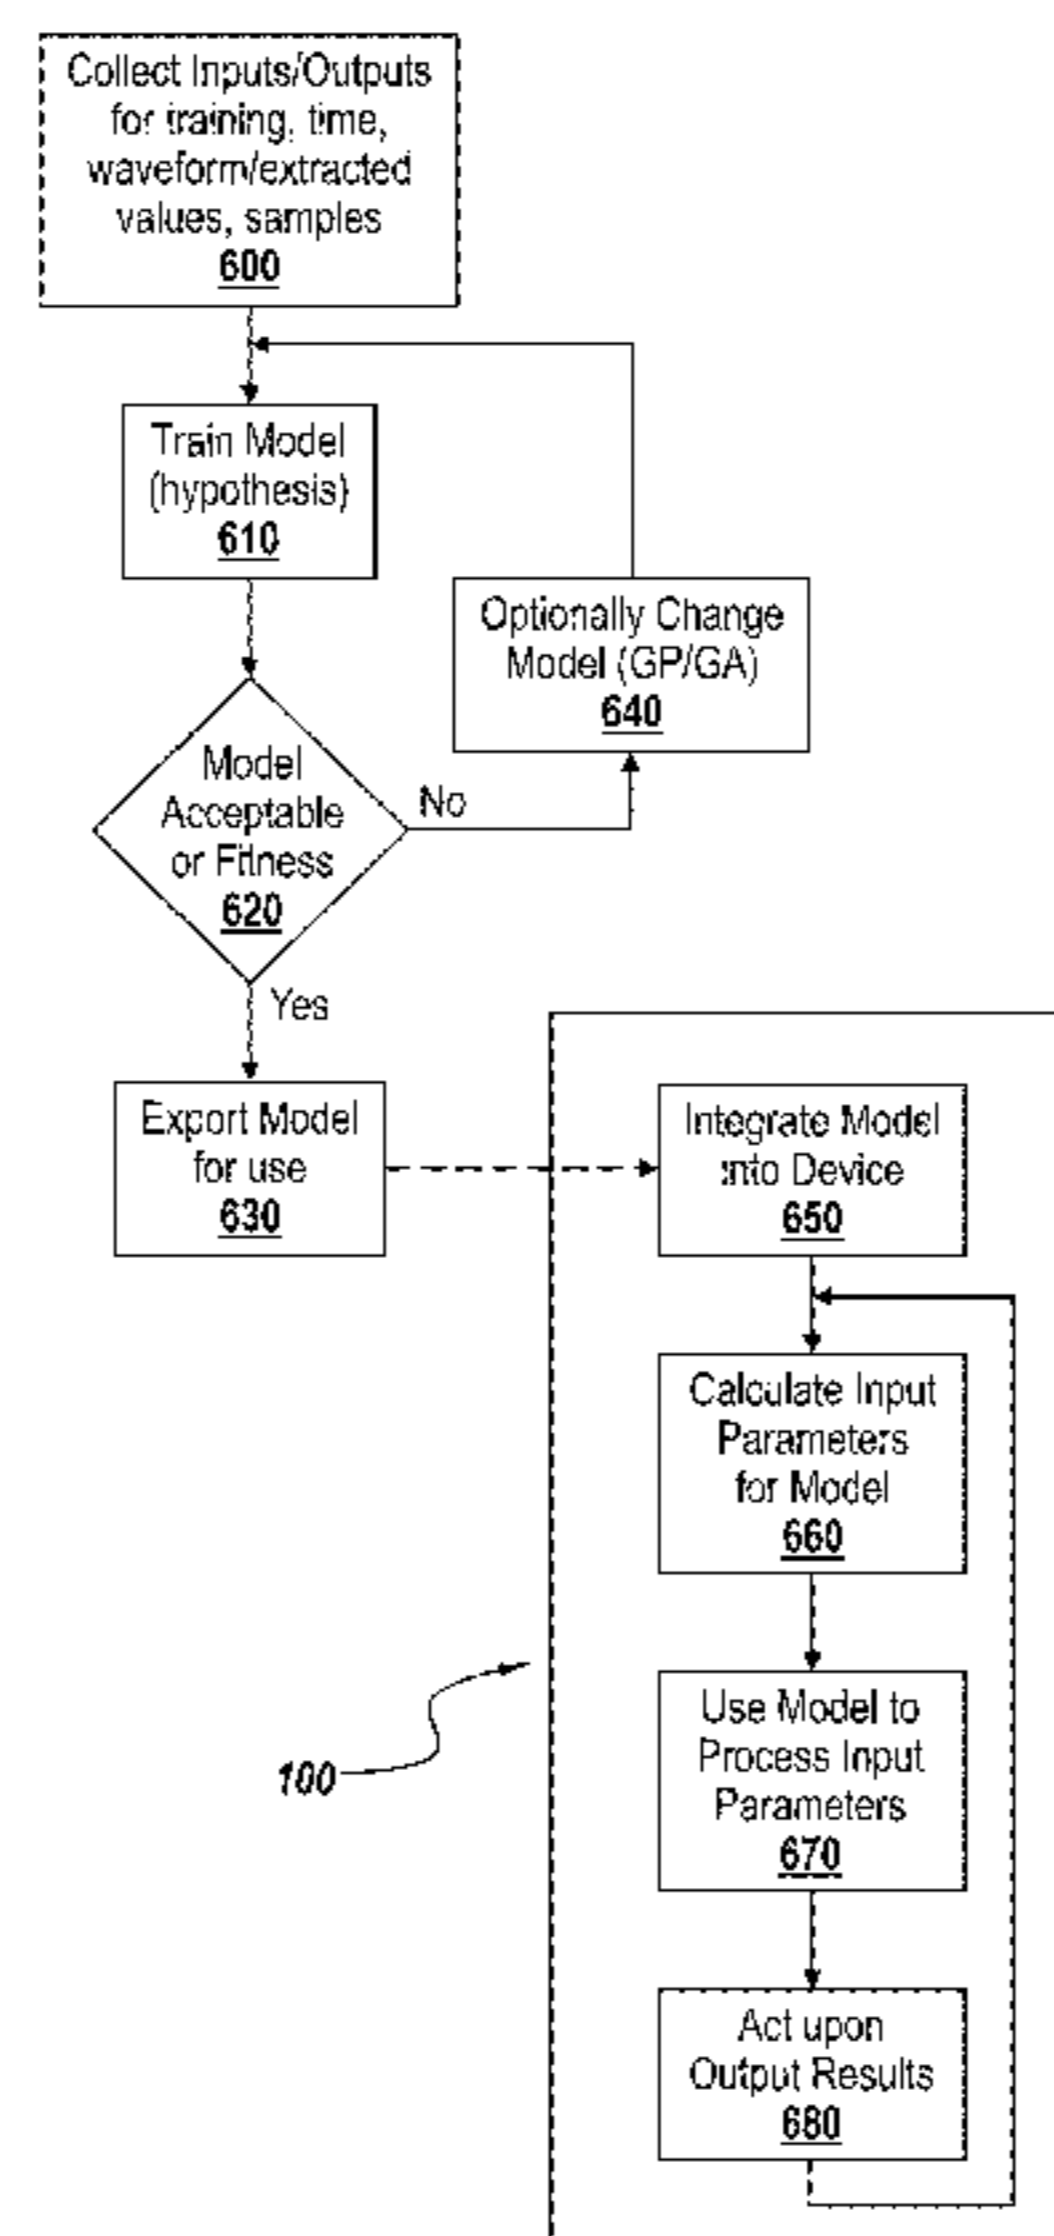 Collect Inputs/Outputs
for training, time,
waveform/extracted
values, samples
600
Train Model
(hypothesis)
610
Optionally Change
Model (GP/GA)
640
Model
Acceptable
or Fitness
620
No
Yes
Export Model
for use
630
Integrate Model
into Device
650
Calculate Input
Parameters
for Model
660
Use Model to
Process Input
Parameters
670
100
Act upon
Output Results
680